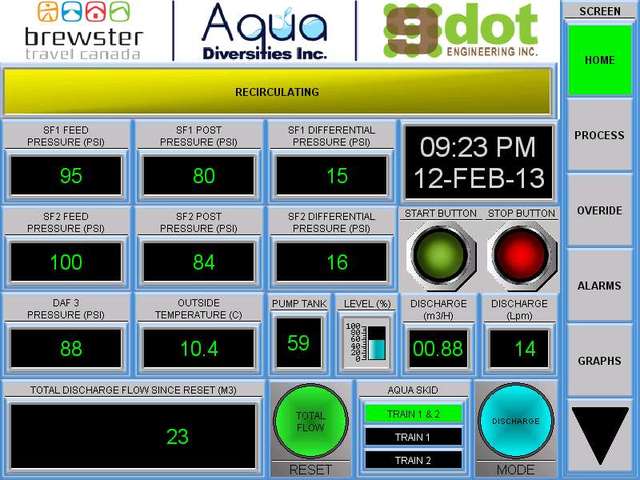 brewster
travel canada
Aqua
Diversities Inc.
9dot
ENGINEERING INC.
SCREEN
HOME
PROCESS
OVERIDE
ALARMS
GRAPHS
RECIRCULATING
SF1 FEED
PRESSURE (PSI)
95
SF1 POST
PRESSURE (PSI)
80
SF1 DIFFERENTIAL
PRESSURE (PSI)
15
09:23 PM
12-FEB-13
SF2 FEED
PRESSURE (PSI)
100
SF2 POST
PRESSURE (PSI)
84
SF2 DIFFERENTIAL
PRESSURE (PSI)
16
START BUTTON
STOP BUTTON
DAF 3
PRESSURE (PSI)
88
OUTSIDE
TEMPERATURE (C)
10.4
PUMP TANK
59
LEVEL (%)
100
80
60
40
20
0
DISCHARGE
(m3/H)
00.88
DISCHARGE
(Lpm)
14
TOTAL DISCHARGE FLOW SINCE RESET (M3)
23
TOTAL
FLOW
RESET
AQUA SKID
TRAIN 1 & 2
TRAIN 1
TRAIN 2
DISCHARGE
MODE